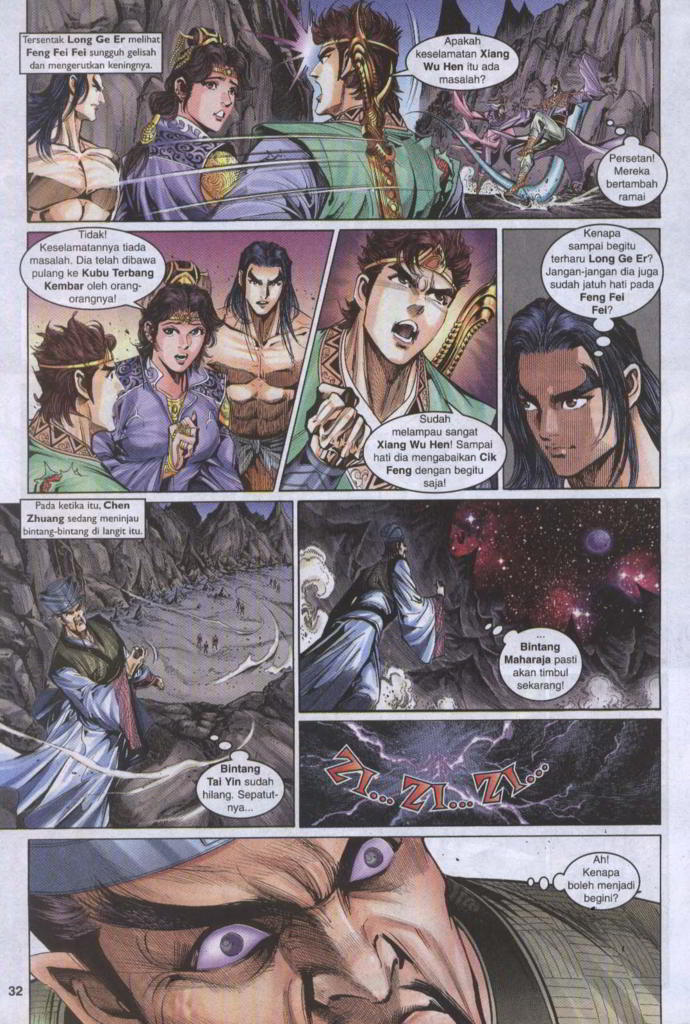 Tersentak Long Ge Er melihat
Feng Fei Fei sungguh gelisah
dan mengerutkan keningnya.
Apakah
keselamatan Xiang
Wu Hen itu ada
masalah?
Persetan!
Mereka
bertambah
ramai
Tidak!
Keselamatannya tiada
masalah. Dia telah dibawa
pulang ke Kubu Terbang
Kembar oleh orang-
orangnya!
Sudah
melampau sangat
Xiang Wu Hen! Sampai
hati dia mengabaikan Cik
Feng dengan begitu
saja!
Kenapa
sampai begitu
terharu Long Ge Er?
Jangan-jangan dia juga
sudah jatuh hati pada
Feng Fei
Fei?
Pada ketika itu, Chen
Zhuang sedang meninjau
bintang-bintang di langit itu.
Bintang
Tai Yin sudah
hilang. Sepatut-
nya...
...
Bintang
Maharaja pasti
akan timbul
sekarang!
ZI... ZI... ZI...
Ah!
Kenapa
boleh menjadi
begini?
32